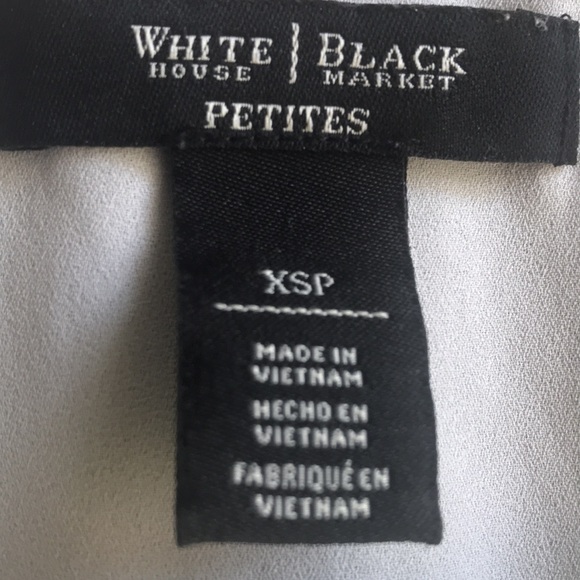 WHITE | BLACK
HOUSE MARKET
PETITES
XSP
MADE IN
VIETNAM
HECHO EN
VIETNAM
FABRIQUÉ EN
VIETNAM